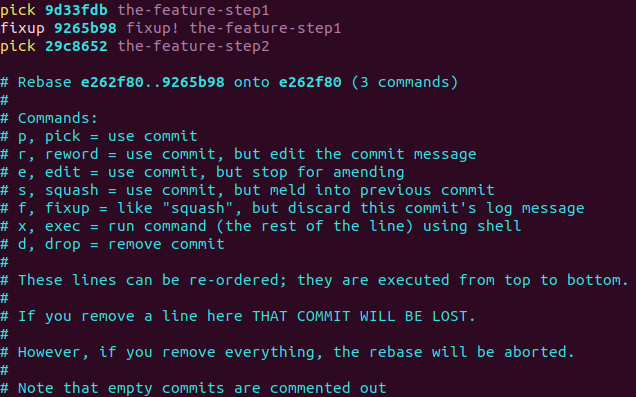 pick 9d33fdb the-feature-step1
fixup 9265b98 fixup! the-feature-step1
pick 29c8652 the-feature-step2
# Rebase e262f80..9265b98 onto e262f80 (3 commands)
#
# Commands:
# p, pick = use commit
# r, reword = use commit, but edit the commit message
# e, edit = use commit, but stop for amending
# s, squash = use commit, but meld into previous commit
# f, fixup = like "squash", but discard this commit's log message
# x, exec = run command (the rest of the line) using shell
# d, drop = remove commit
#
# These lines can be re-ordered; they are executed from top to bottom.
#
# If you remove a line here THAT COMMIT WILL BE LOST.
#
# However, if you remove everything, the rebase will be aborted.
#
# Note that empty commits are commented out